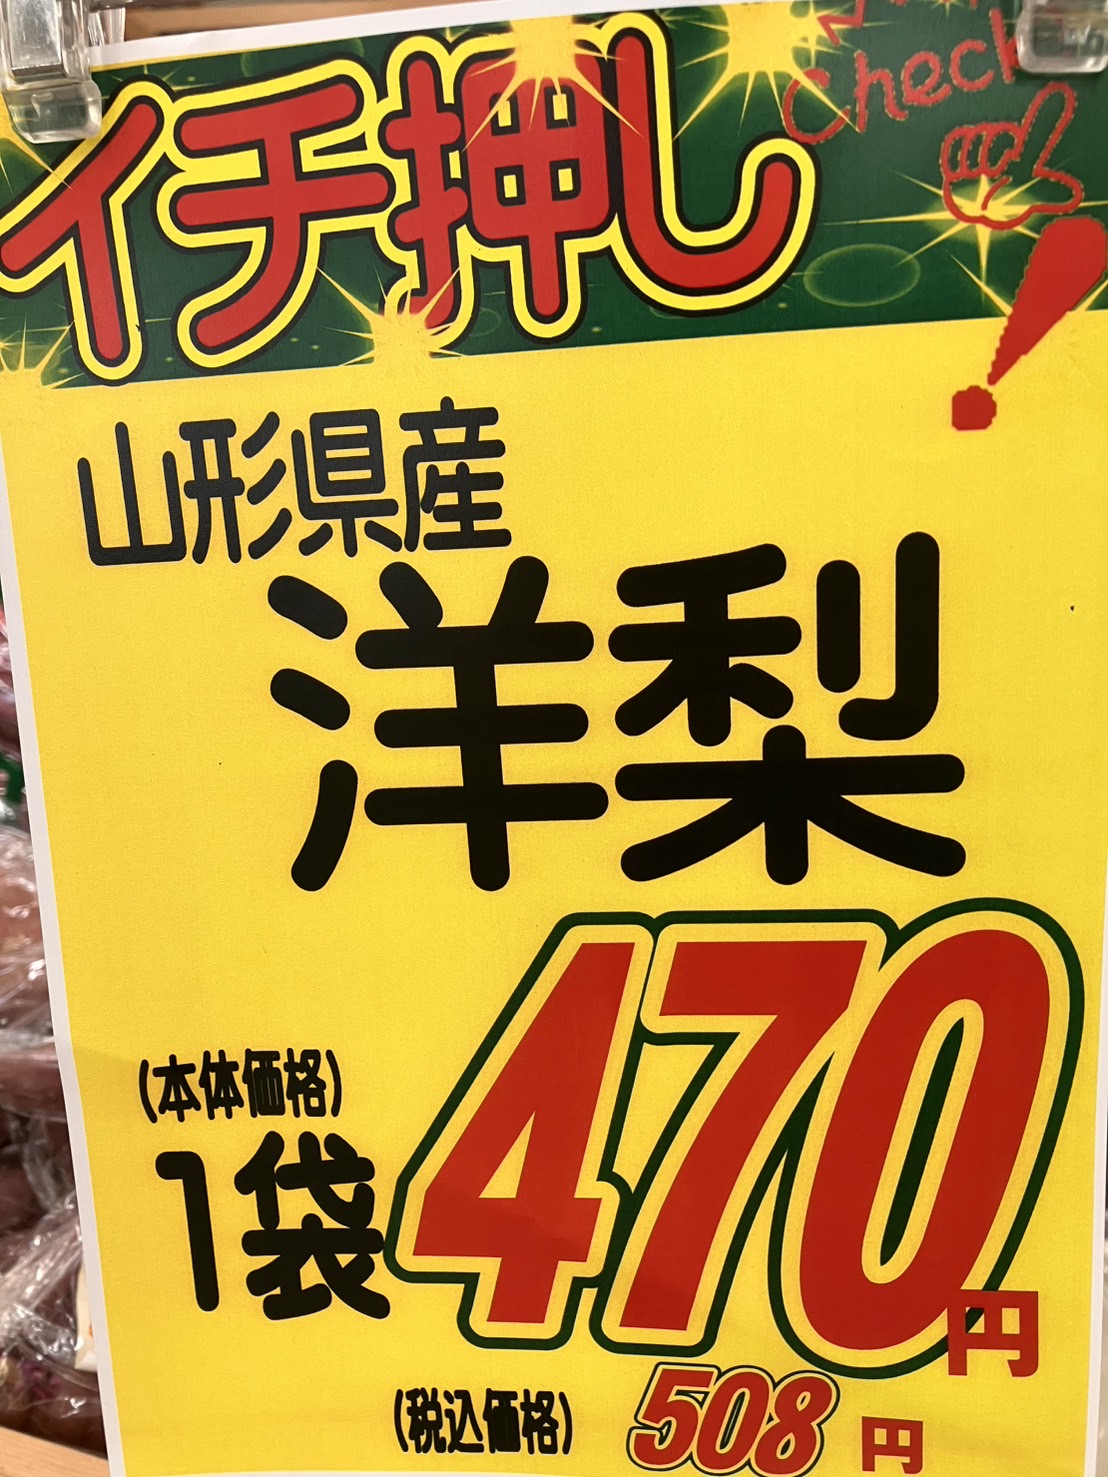 イチ押し
Check
!
山形県産
洋梨
(本体価格)
1袋 470円
(税込価格) 508円